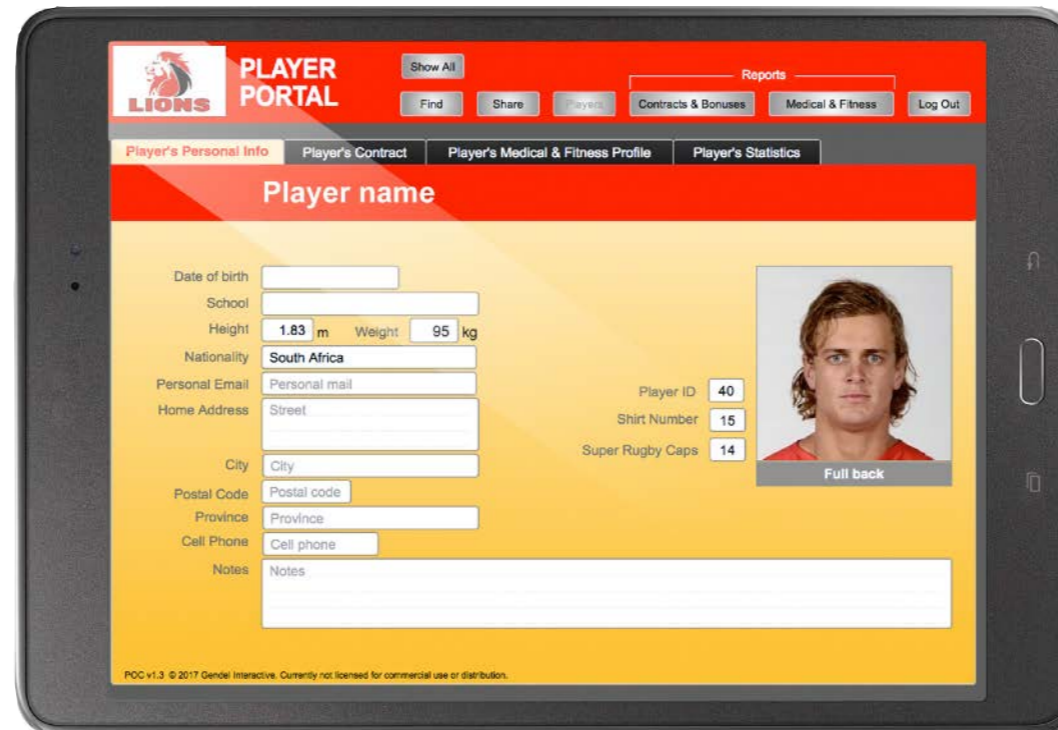 LIONS
PLAYER
PORTAL
Show All
Reports
Find Share Players Contracts & Bonuses Medical & Fitness Log Out
Player's Personal Info Player's Contract Player's Medical & Fitness Profile Player's Statistics
Player name
Date of birth
School
Height 1.83 m Weight 95 kg
Nationality South Africa
Personal Email Personal mail
Player ID 40
Home Address Street
Shirt Number 15
Super Rugby Caps 14
City City
Full back
Postal Code Postal code
Province Province
Cell Phone Cell phone
Notes Notes
POC v1.3 © 2017 Gendel Interactive. Currently not licensed for commercial use or distribution.